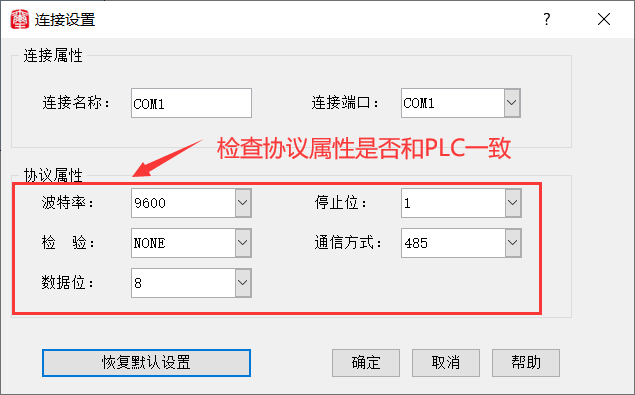 连接设置
连接属性
连接名称： COM1 连接端口： COM1
检查协议属性是否和PLC一致
协议属性
波特率： 9600 停止位： 1
检 验： NONE 通信方式： 485
数据位： 8
恢复默认设置 确定 取消 帮助